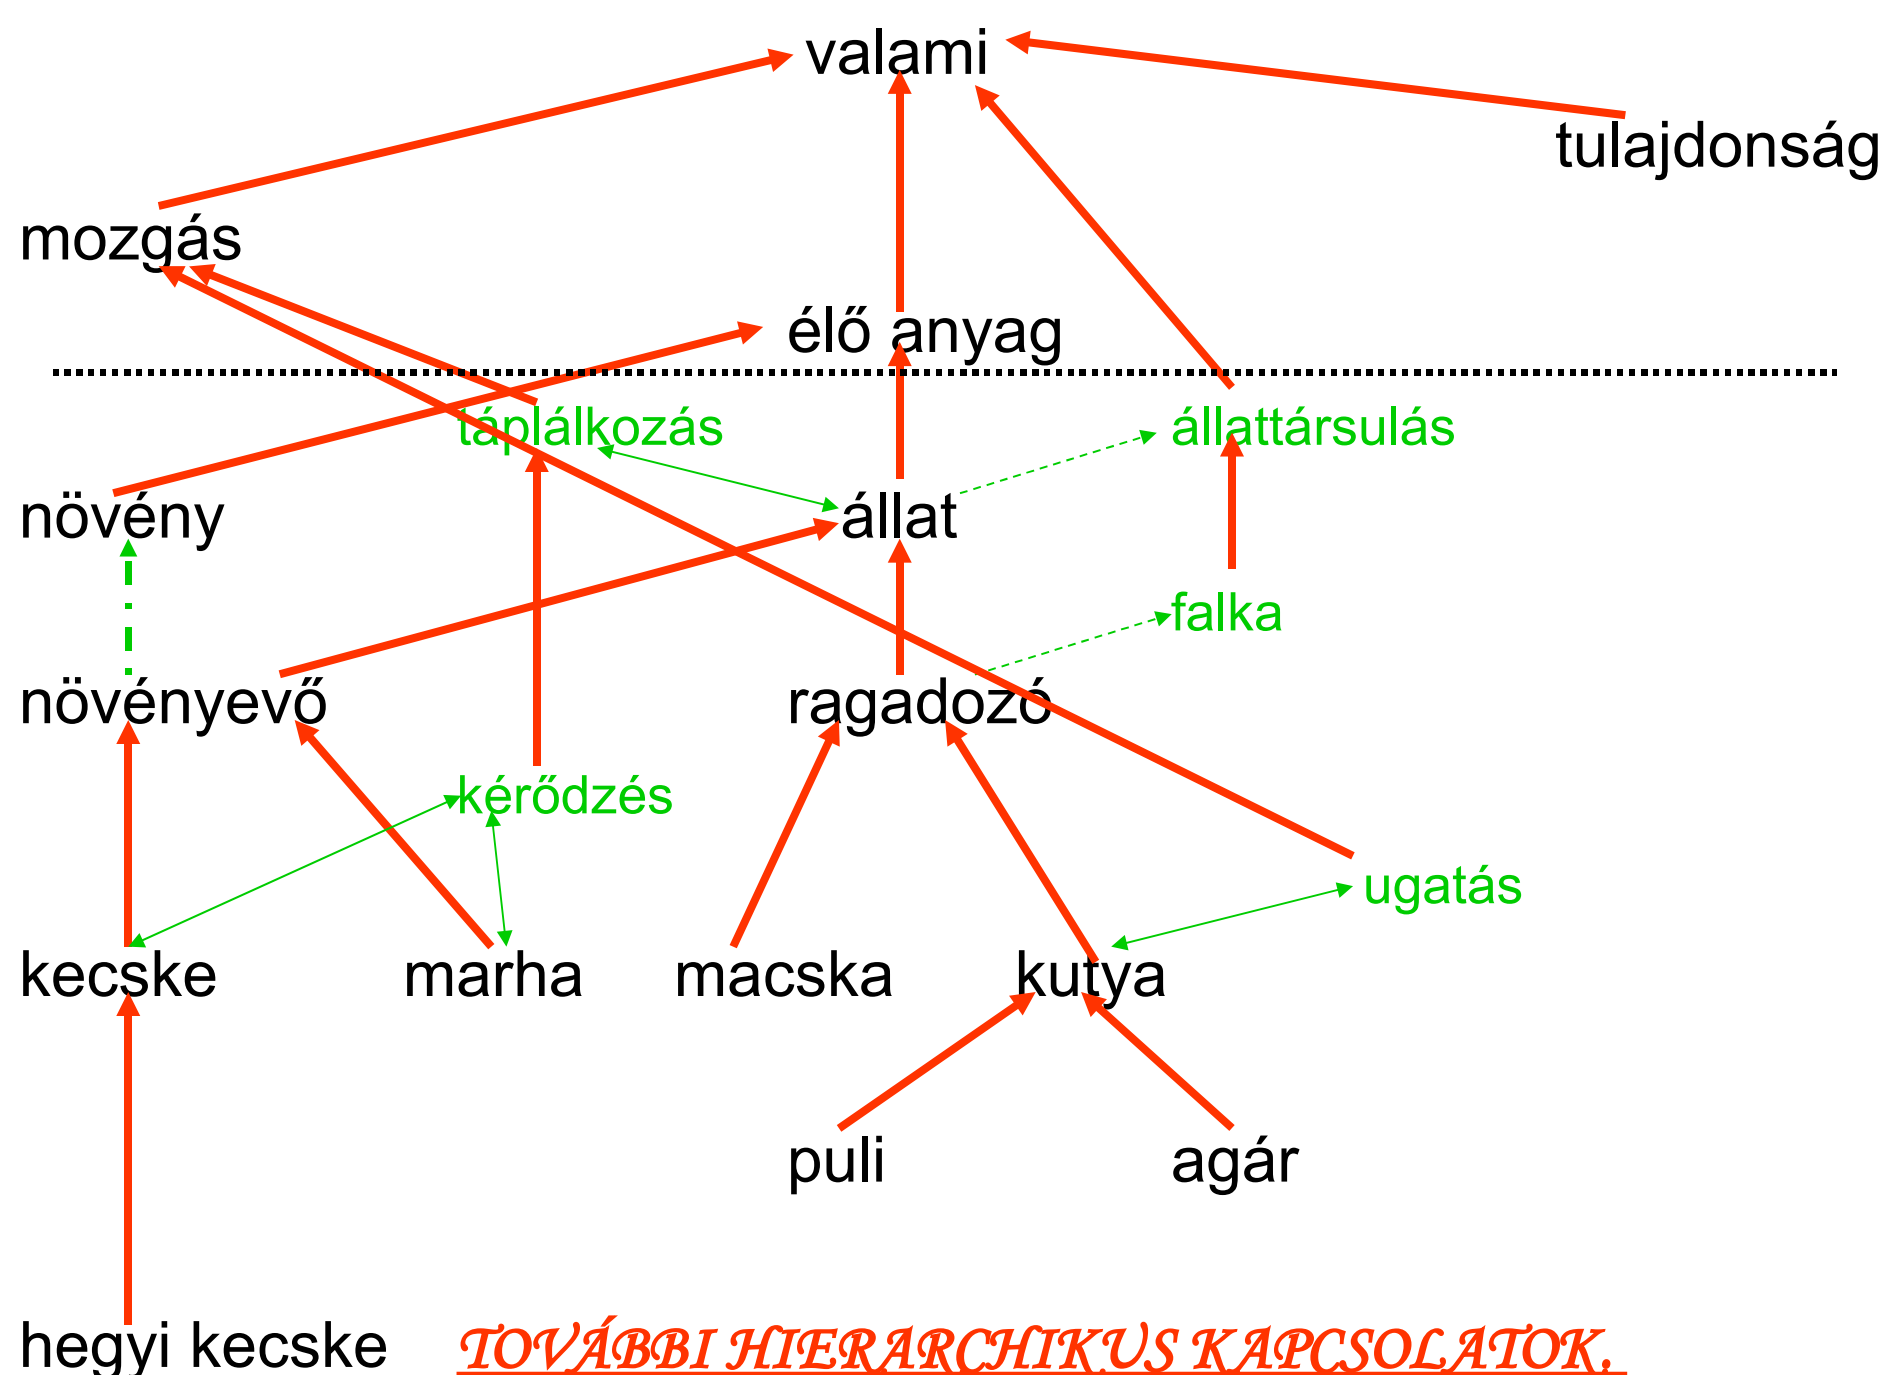 valami
tulajdonság
mozgás
élő anyag
táplálkozás
állattársulás
növény
állat
falka
növényevő
ragadozó
kérődzés
ugatás
kecske
marha
macska
kutya
puli
agár
hegyi kecske
TOVÁBBI HIERARCHIKUS KAPCSOLATOK.